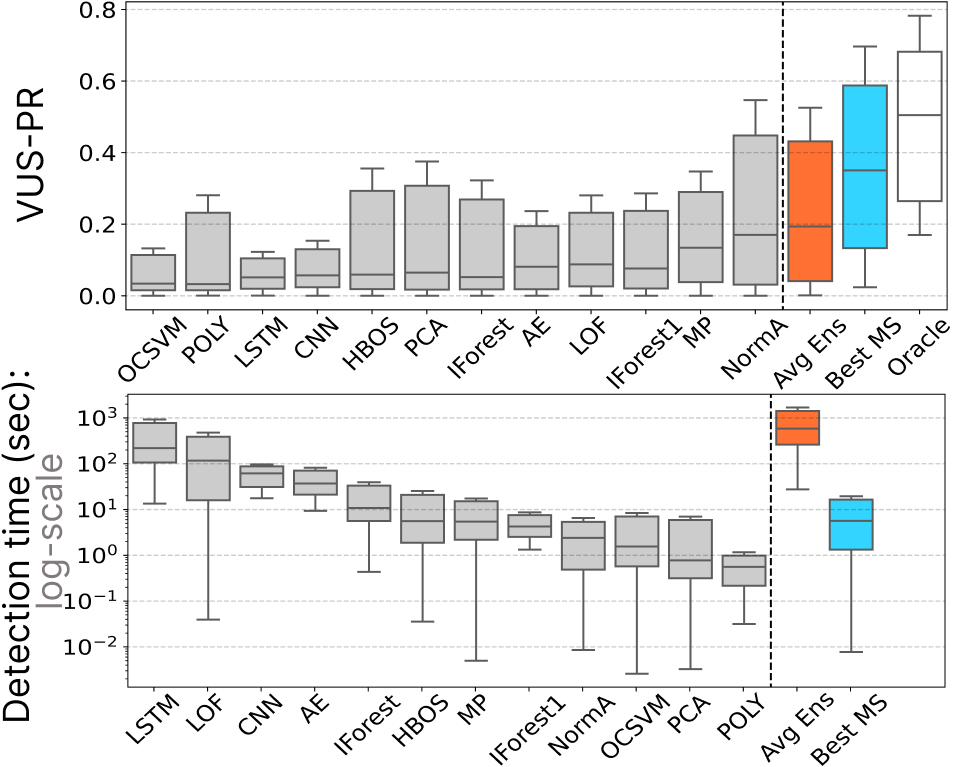 VUS-PR
0.8
0.6
0.4
0.2
0.0
OCSVM POLY LSTM CNN HBOS PCA IForest AE LOF IForest1 MP NormA Avg Ens Best MS Oracle
Detection time (sec):
log-scale
10³
10²
10¹
10⁰
10⁻¹
10⁻²
LSTM LOF CNN AE IForest HBOS MP IForest1 NormA OCSVM PCA POLY Avg Ens Best MS